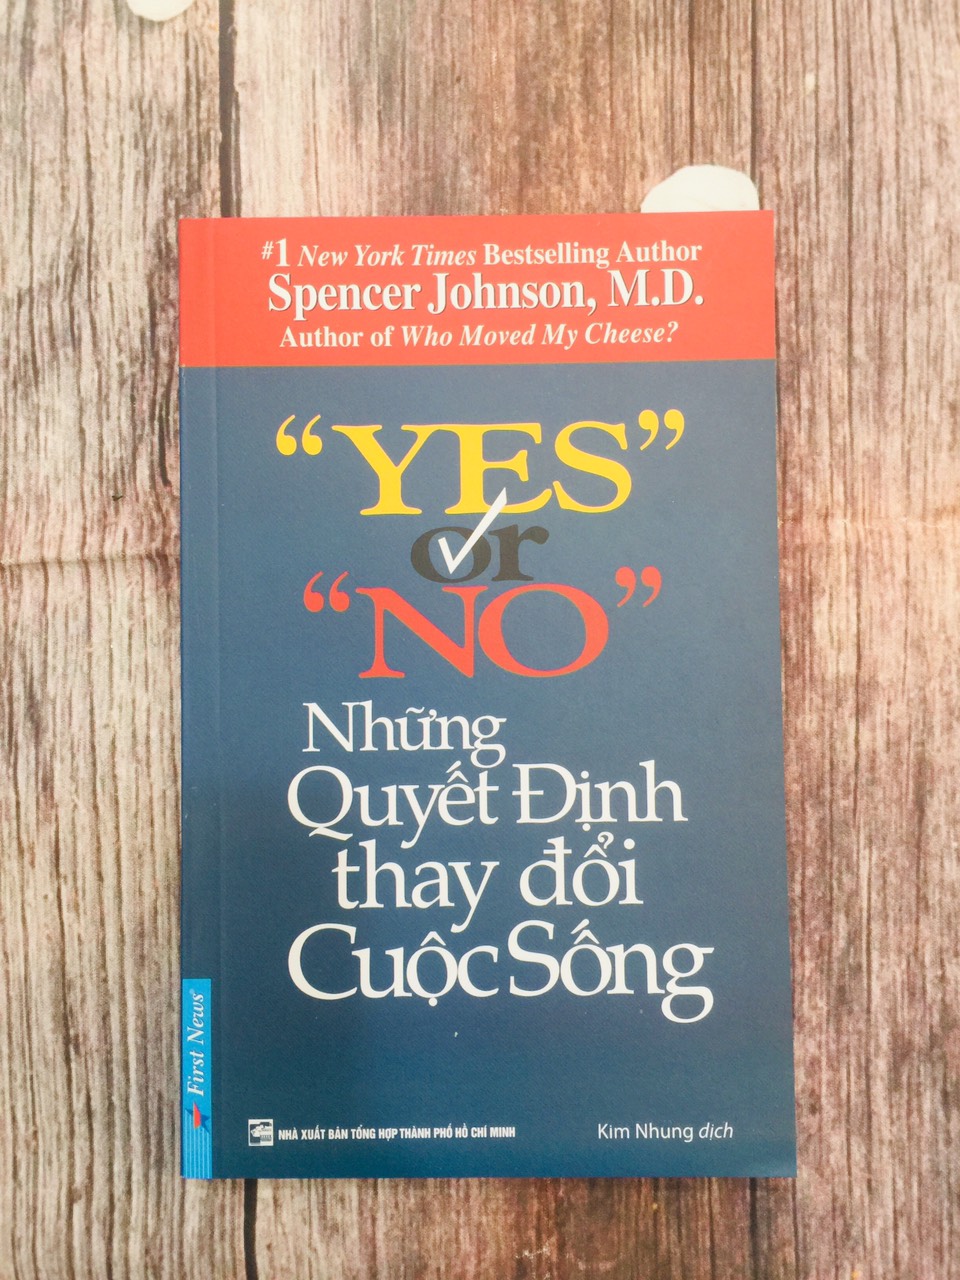 #1 New York Times Bestselling Author
Spencer Johnson, M.D.
Author of Who Moved My Cheese?
“YES”
or
“NO”
Những
Quyết Định
thay đổi
Cuộc Sống
First News
NHÀ XUẤT BẢN TỔNG HỢP THÀNH PHỐ HỒ CHÍ MINH
Kim Nhung dịch